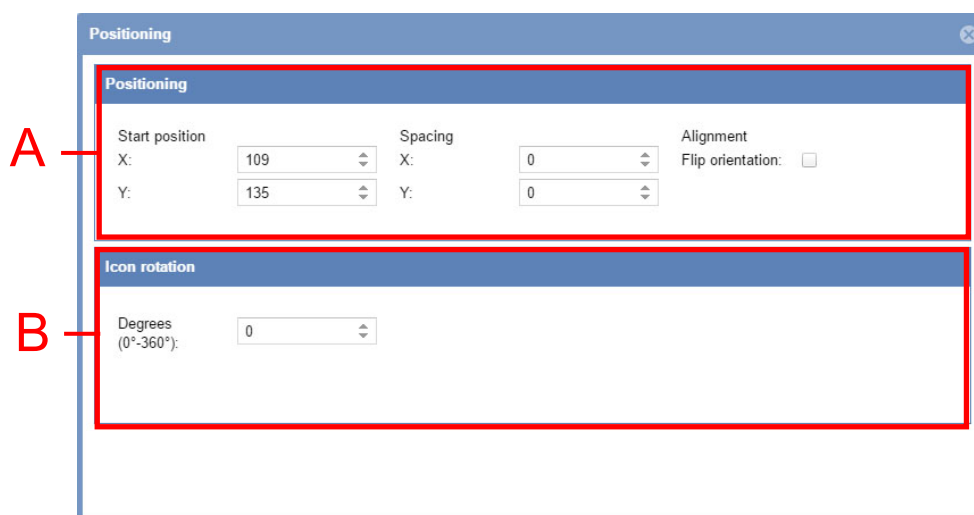 Positioning
Positioning
A
Start position Spacing Alignment
X: 109 X: 0 Flip orientation:
Y: 135 Y: 0
Icon rotation
B
Degrees
(0°-360°): 0